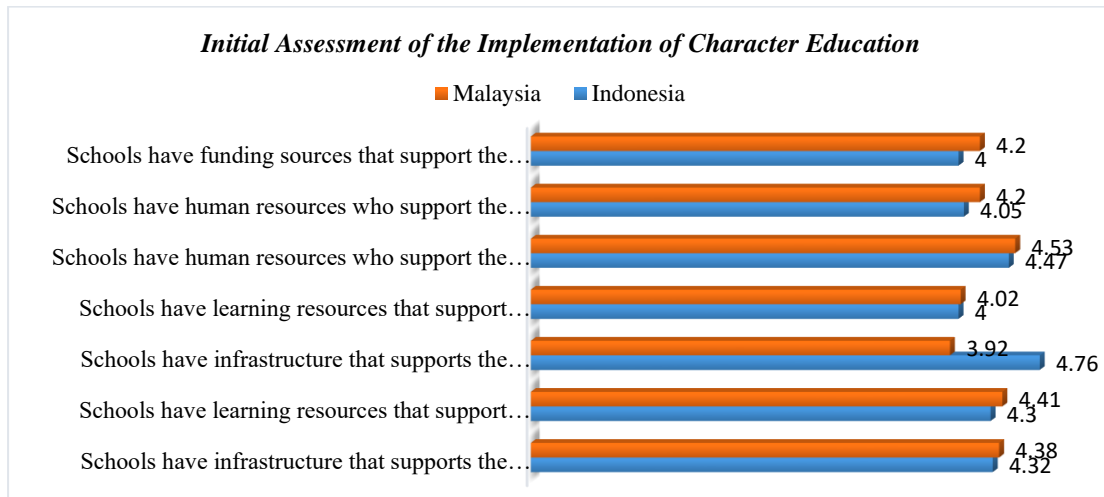 Initial Assessment of the Implementation of Character Education
Malaysia Indonesia
Schools have funding sources that support the…
4.2
4
Schools have human resources who support the…
4.2
4.05
Schools have human resources who support the…
4.53
4.47
Schools have learning resources that support…
4.02
4
Schools have infrastructure that supports the…
3.92
4.76
Schools have learning resources that support…
4.41
4.3
Schools have infrastructure that supports the…
4.38
4.32